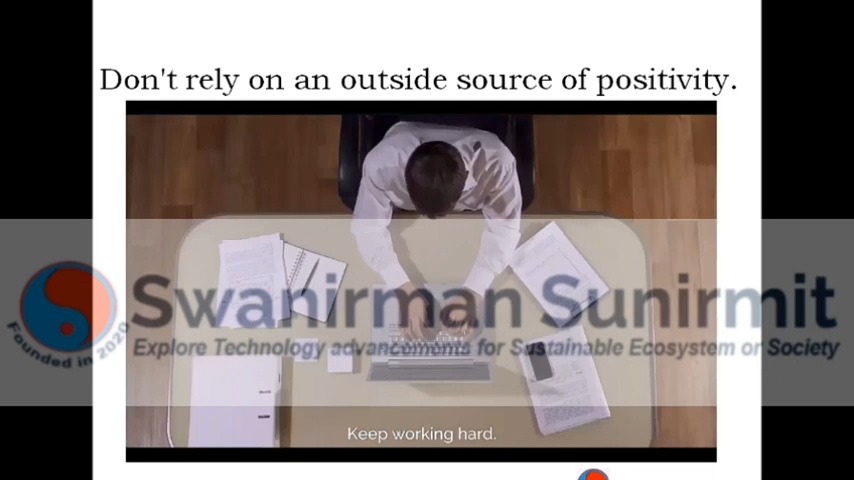 Don't rely on an outside source of positivity.
Swanirman Sunirmit
Explore Technology advancements for Sustainable Ecosystem or Society
Founded in 2020
Keep working hard.